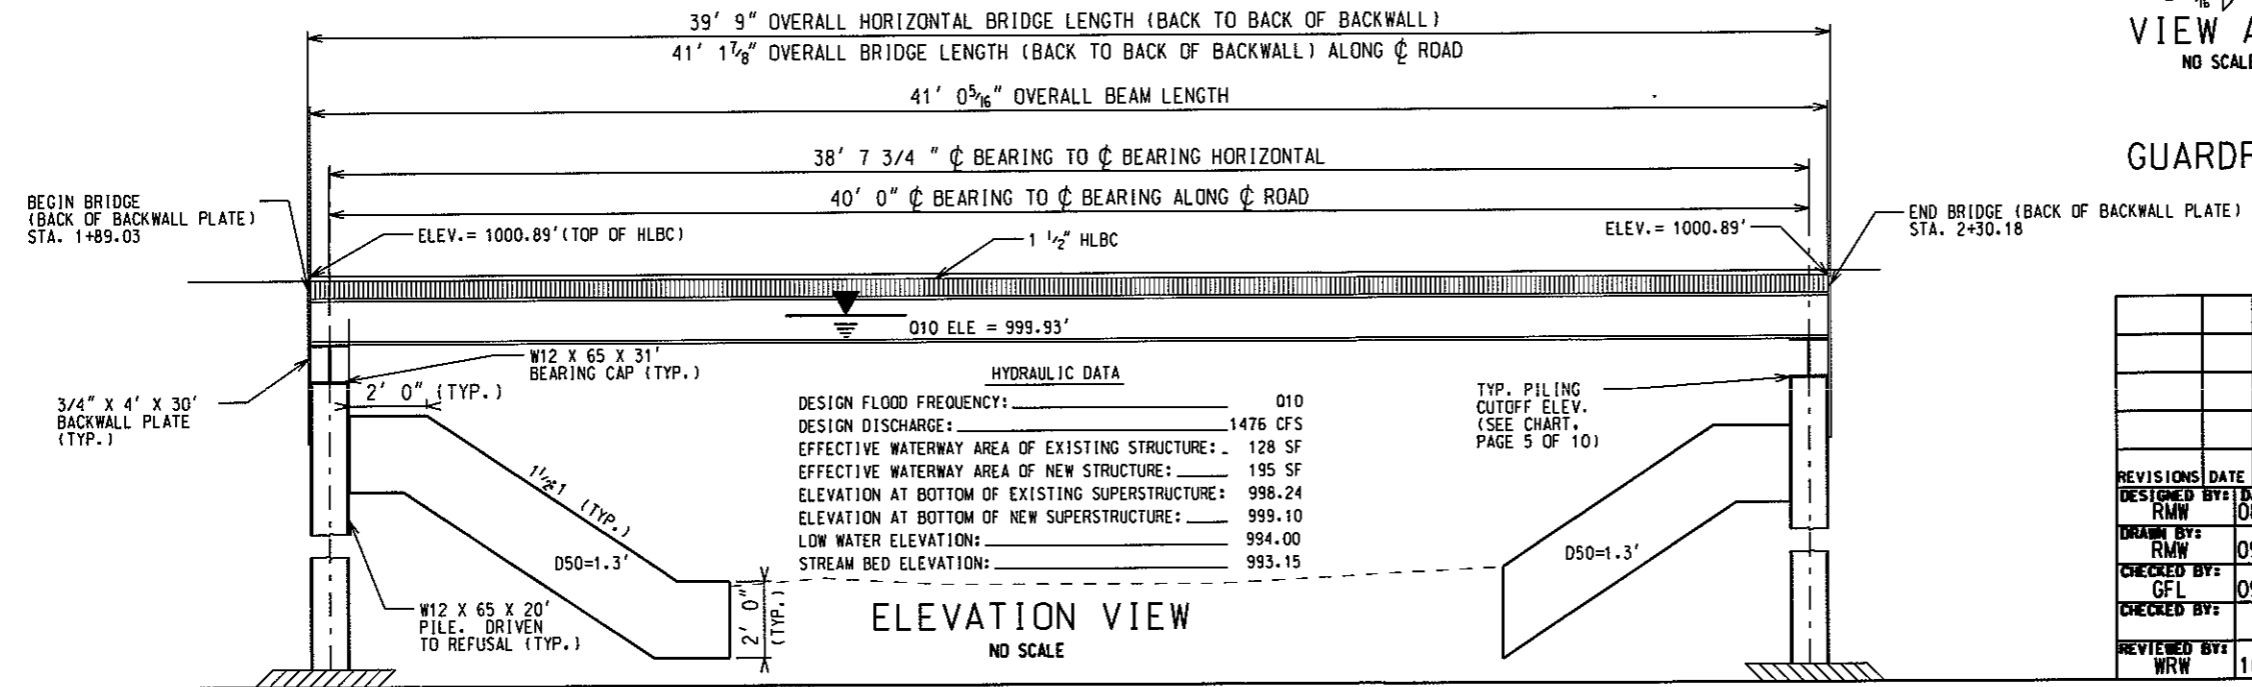 39' 9" OVERALL HORIZONTAL BRIDGE LENGTH (BACK TO BACK OF BACKWALL)
41' 1 7/8" OVERALL BRIDGE LENGTH (BACK TO BACK OF BACKWALL) ALONG ℄ ROAD
41' 0 5/16" OVERALL BEAM LENGTH
38' 7 3/4 " ℄ BEARING TO ℄ BEARING HORIZONTAL
40' 0" ℄ BEARING TO ℄ BEARING ALONG ℄ ROAD
VIEW
NO SCALE
BEGIN BRIDGE
(BACK OF BACKWALL PLATE)
STA. 1+89.03
ELEV.= 1000.89'(TOP OF HLBC)
1 1/2" HLBC
ELEV.= 1000.89'
END BRIDGE (BACK OF BACKWALL PLATE)
STA. 2+30.18
Q10 ELE = 999.93'
W12 X 65 X 31'
BEARING CAP (TYP.)
2' 0" (TYP.)
3/4" X 4' X 30'
BACKWALL PLATE
(TYP.)
1 1/2:1 (TYP.)
D50=1.3'
W12 X 65 X 20'
PILE. DRIVEN
TO REFUSAL (TYP.)
2' 0"
(TYP.)
HYDRAULIC DATA
DESIGN FLOOD FREQUENCY: Q10
DESIGN DISCHARGE: 1476 CFS
EFFECTIVE WATERWAY AREA OF EXISTING STRUCTURE: 128 SF
EFFECTIVE WATERWAY AREA OF NEW STRUCTURE: 195 SF
ELEVATION AT BOTTOM OF EXISTING SUPERSTRUCTURE: 998.24
ELEVATION AT BOTTOM OF NEW SUPERSTRUCTURE: 999.10
LOW WATER ELEVATION: 994.00
STREAM BED ELEVATION: 993.15
TYP. PILING
CUTOFF ELEV.
(SEE CHART,
PAGE 5 OF 10)
D50=1.3'
ELEVATION VIEW
NO SCALE
REVISIONS DATE
DESIGNED BY:
RMW
DRAWN BY:
RMW
CHECKED BY:
GFL
CHECKED BY:
REVIEWED BY:
WRW